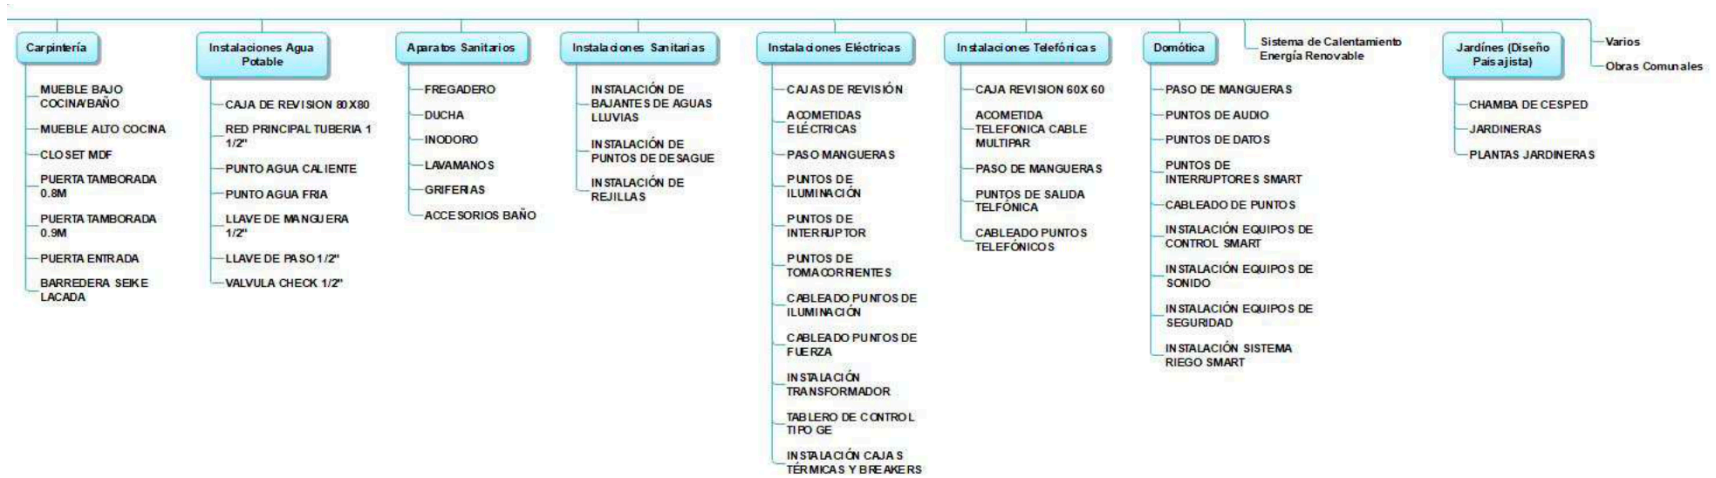 Carpintería
MUEBLE BAJO
COCINA/BAÑO
MUEBLE ALTO COCINA
CLOSET MDF
PUERTA TAMBORADA
0.8M
PUERTA TAMBORADA
0.9M
PUERTA ENTRADA
BARREDERA SEIKE
LACADA
Instalaciones Agua
Potable
CAJA DE REVISION 80X80
RED PRINCIPAL TUBERIA 1
1/2"
PUNTO AGUA CALIENTE
PUNTO AGUA FRIA
LLAVE DE MANGUERA
1/2"
LLAVE DE PASO 1/2"
VALVULA CHECK 1/2"
Aparatos Sanitarios
FREGADERO
DUCHA
INODORO
LAVAMANOS
GRIFERIAS
ACCESORIOS BAÑO
Instalaciones Sanitarias
INSTALACIÓN DE
BAJANTES DE AGUAS
LLUVIAS
INSTALACIÓN DE
PUNTOS DE DESAGUE
INSTALACIÓN DE
REJILLAS
Instalaciones Eléctricas
CAJAS DE REVISIÓN
ACOMETIDAS
ELÉCTRICAS
PASO MANGUERAS
PUNTOS DE
ILUMINACIÓN
PUNTOS DE
INTERRUPTOR
PUNTOS DE
TOMACORRIENTES
CABLEADO PUNTOS DE
ILUMINACIÓN
CABLEADO PUNTOS DE
FUERZA
INSTALACIÓN
TRANSFORMADOR
TABLERO DE CONTROL
TIPO GE
INSTALACIÓN CAJAS
TÉRMICAS Y BREAKERS
Instalaciones Telefónicas
CAJA REVISION 60X 60
ACOMETIDA
TELEFONICA CABLE
MULTIPAR
PASO DE MANGUERAS
PUNTOS DE SALIDA
TELFÓNICA
CABLEADO PUNTOS
TELEFÓNICOS
Domótica
PASO DE MANGUERAS
PUNTOS DE AUDIO
PUNTOS DE DATOS
PUNTOS DE
INTERRUPTORES SMART
CABLEADO DE PUNTOS
INSTALACIÓN EQUIPOS DE
CONTROL SMART
INSTALACIÓN EQUIPOS DE
SONIDO
INSTALACIÓN EQUIPOS DE
SEGURIDAD
INSTALACIÓN SISTEMA
RIEGO SMART
Sistema de Calentamiento
Energía Renovable
Jardínes (Diseño
Paisajista)
CHAMBA DE CESPED
JARDINERAS
PLANTAS JARDINERAS
Varios
Obras Comunales